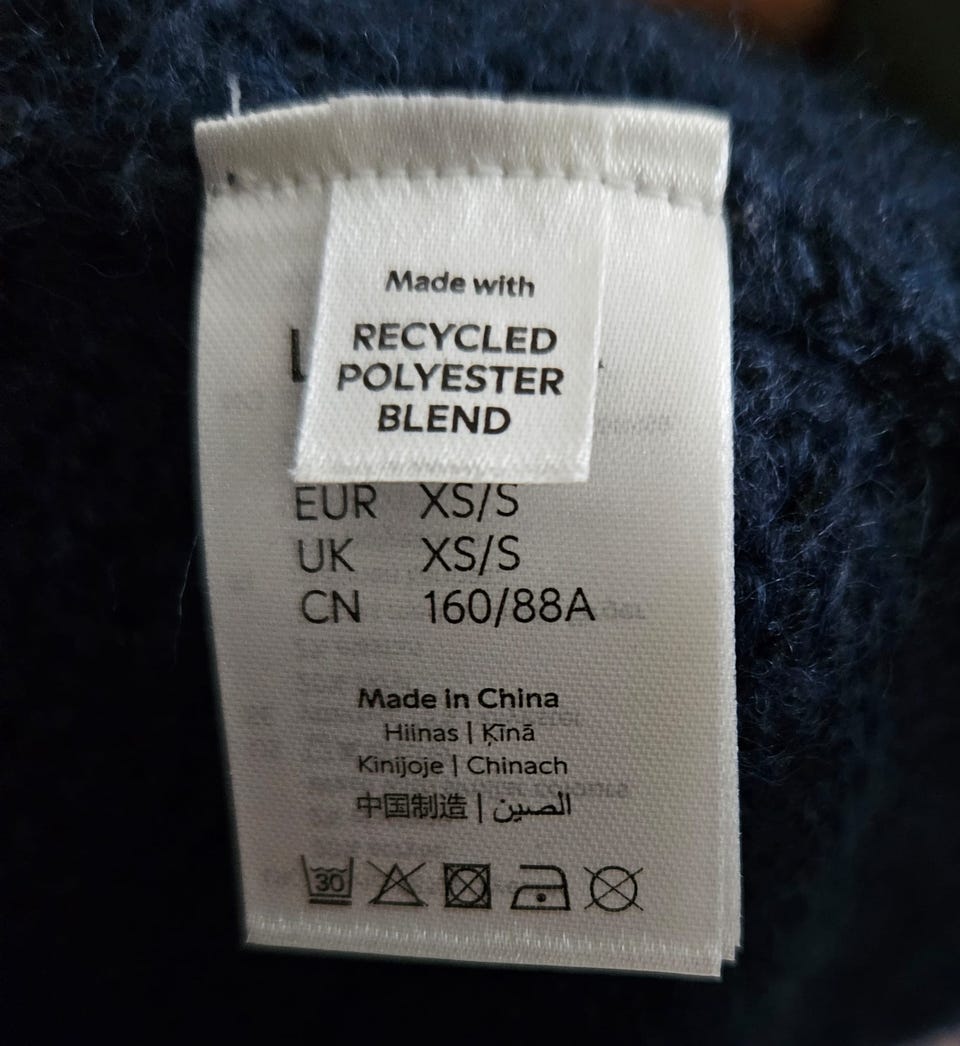 Made with
RECYCLED
POLYESTER
BLEND
EUR XS/S
UK XS/S
CN 160/88A
Made in China
Hiinas | Ķīnā
Kinijoje | Chinach
中国制造 | الصين
30